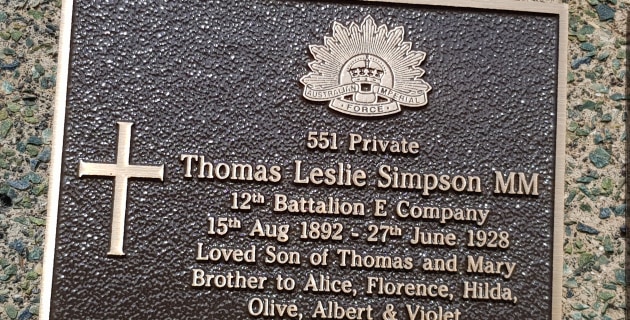 AUSTRALIAN IMPERIAL
FORCE
551 Private
Thomas Leslie Simpson MM
12th Battalion E Company
15th Aug 1892 - 27th June 1928
Loved Son of Thomas and Mary
Brother to Alice, Florence, Hilda,
Olive, Albert & Violet